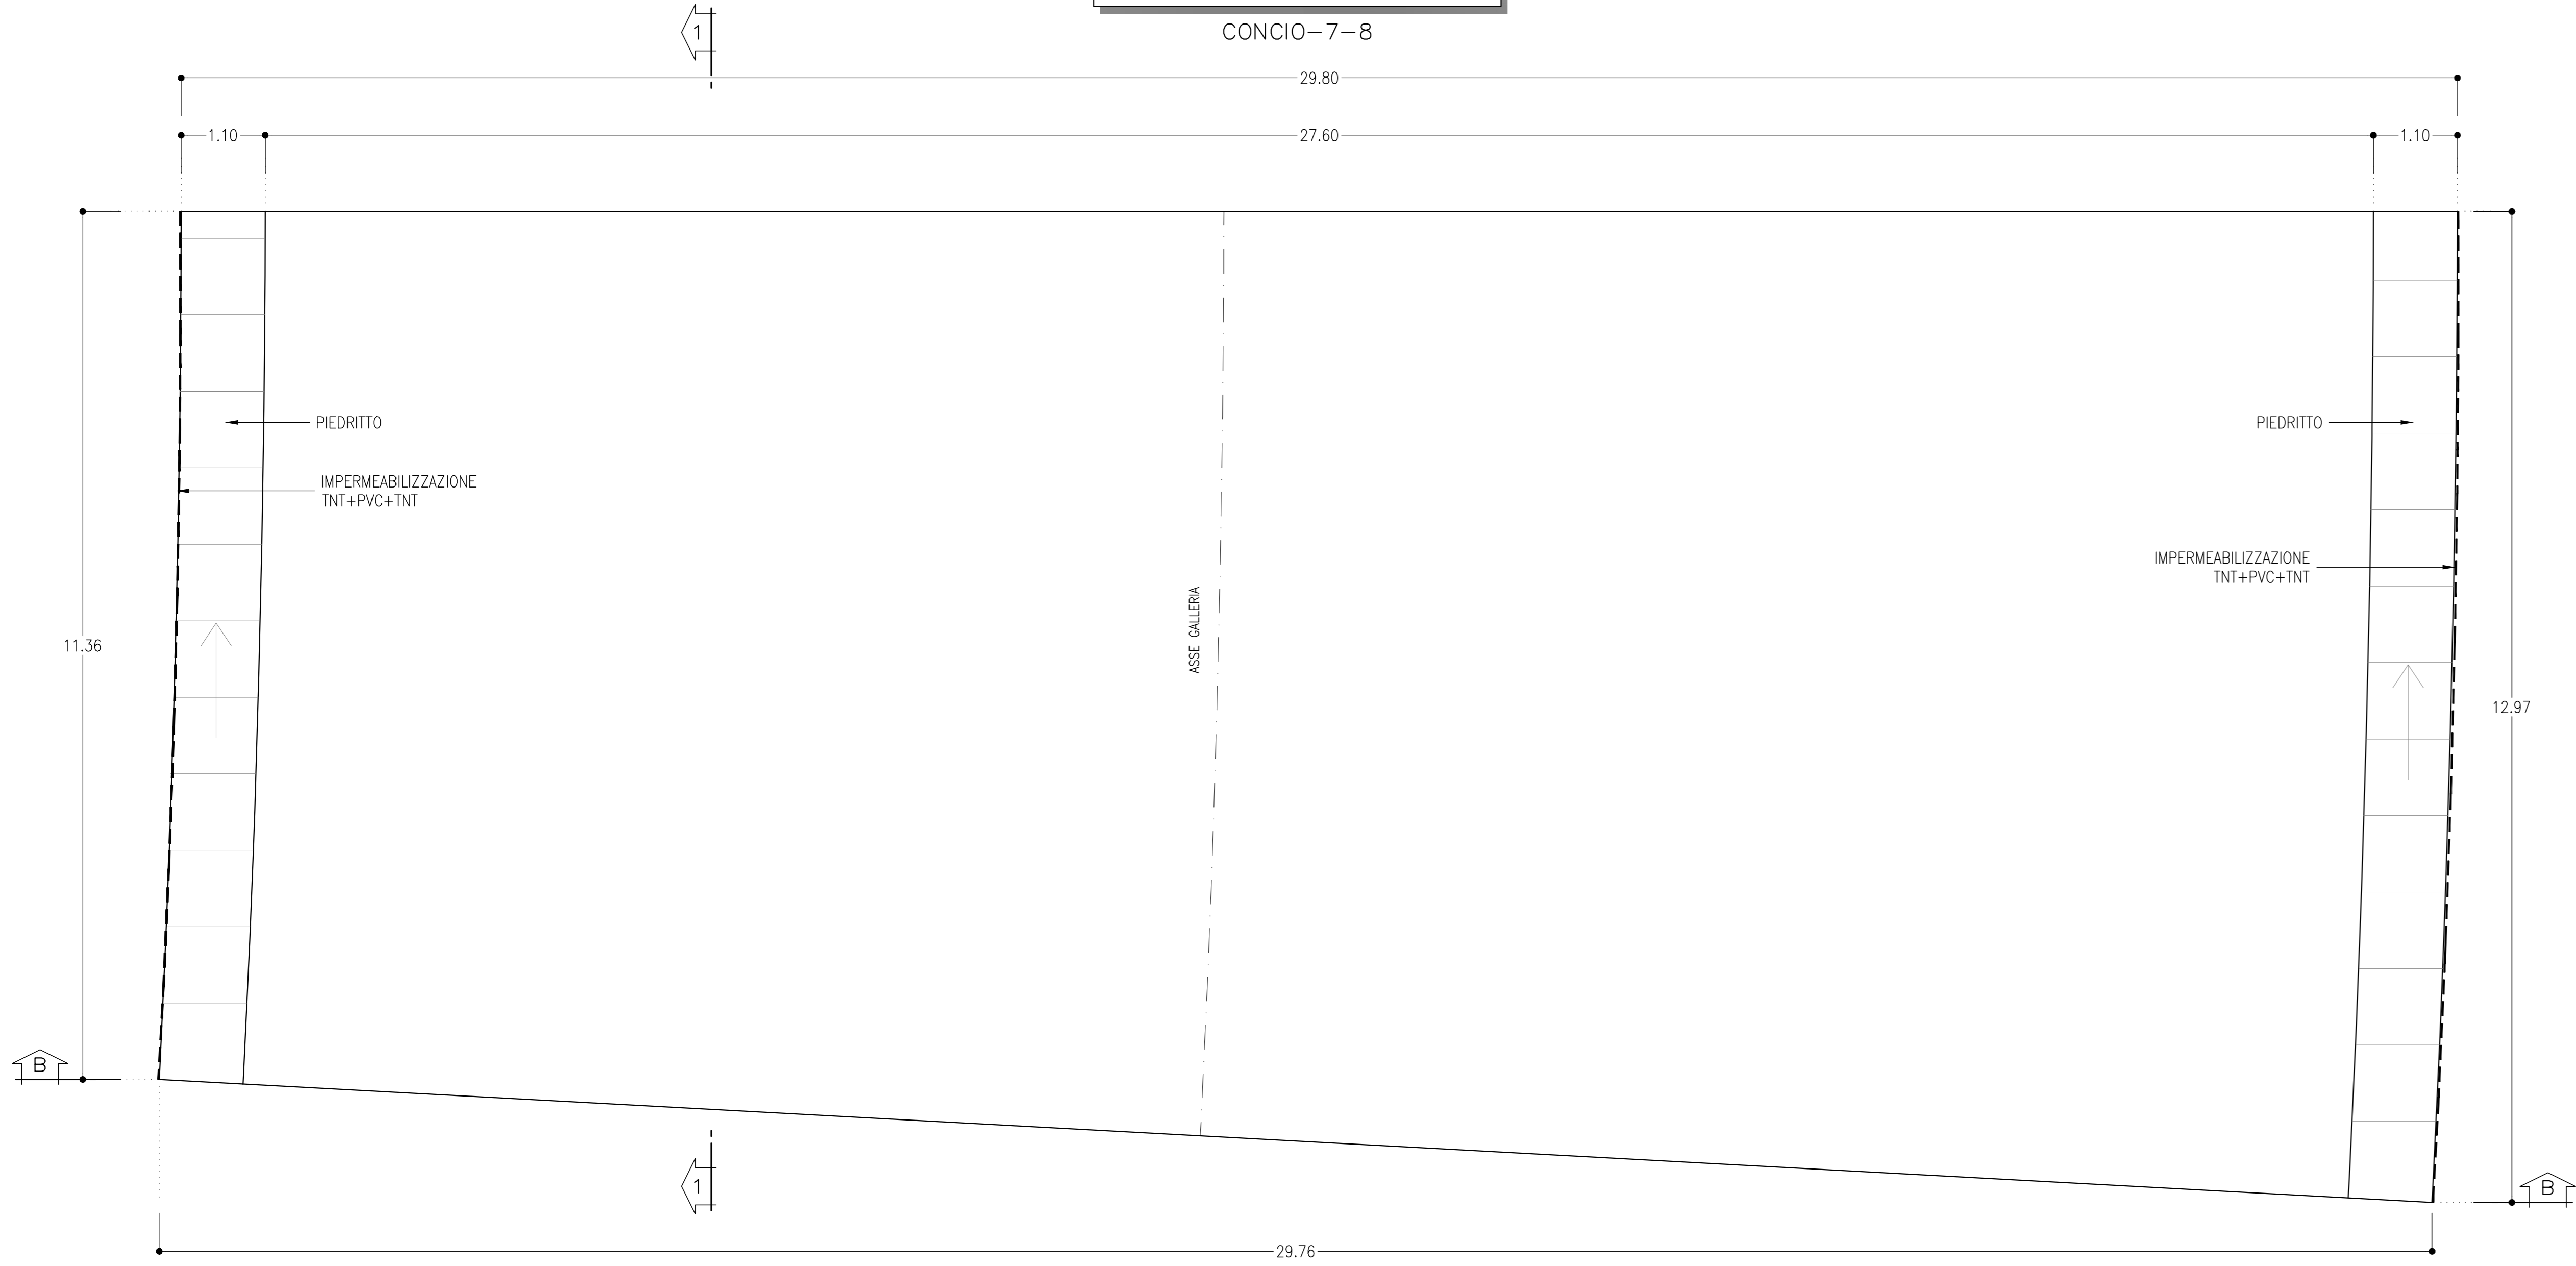 1
CONCIO-7-8
29.80
1.10
27.60
1.10
PIEDRITTO
PIEDRITTO
IMPERMEABILIZZAZIONE
TNT+PVC+TNT
IMPERMEABILIZZAZIONE
TNT+PVC+TNT
ASSE GALLERIA
11.36
12.97
B
1
B
29.76